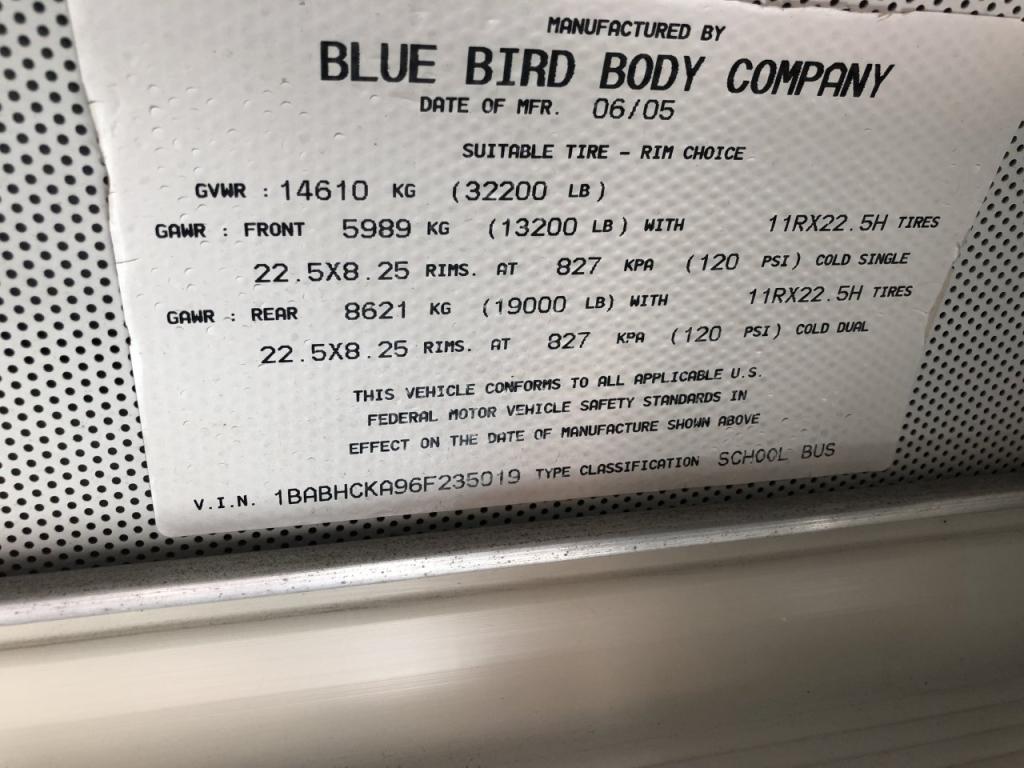 MANUFACTURED BY
BLUE BIRD BODY COMPANY
DATE OF MFR. 06/05
SUITABLE TIRE - RIM CHOICE
GVWR : 14610 KG (32200 LB)
GAWR : FRONT 5989 KG (13200 LB) WITH 11RX22.5H TIRES
22.5X8.25 RIMS. AT 827 KPA (120 PSI) COLD SINGLE
GAWR : REAR 8621 KG (19000 LB) WITH 11RX22.5H TIRES
22.5X8.25 RIMS. AT 827 KPA (120 PSI) COLD DUAL
THIS VEHICLE CONFORMS TO ALL APPLICABLE U.S.
FEDERAL MOTOR VEHICLE SAFETY STANDARDS IN
EFFECT ON THE DATE OF MANUFACTURE SHOWN ABOVE
V.I.N. 1BABHCKA96F235019 TYPE CLASSIFICATION SCHOOL BUS